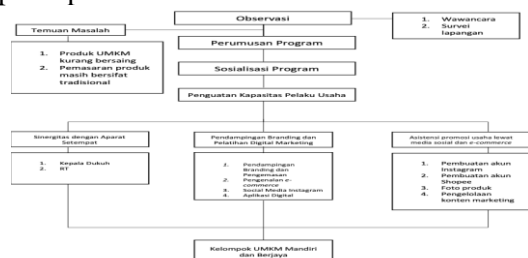 Observasi
Temuan Masalah
1. Wawancara
2. Survei
lapangan
Perumusan Program
1. Produk UMKM
kurang bersaing
2. Pemasaran produk
masih bersifat
tradisional
Sosialisasi Program
Penguatan Kapasitas Pelaku Usaha
Sinergitas dengan Aparat
Setempat
1. Kepala Dukuh
2. RT
Pendampingan Branding dan
Pelatihan Digital Marketing
1. Pendampingan
Branding dan
Pengemasan
2. Pengenalan e-
commerce
3. Social Media Instagram
4. Aplikasi Digital
Asistensi promosi usaha lewat
media sosial dan e-commerce
1. Pembuatan akun
Instagram
2. Pembuatan akun
Shopee
3. Foto produk
4. Pengelolaan
konten marketing
Kelompok UMKM Mandiri
dan Berjaya